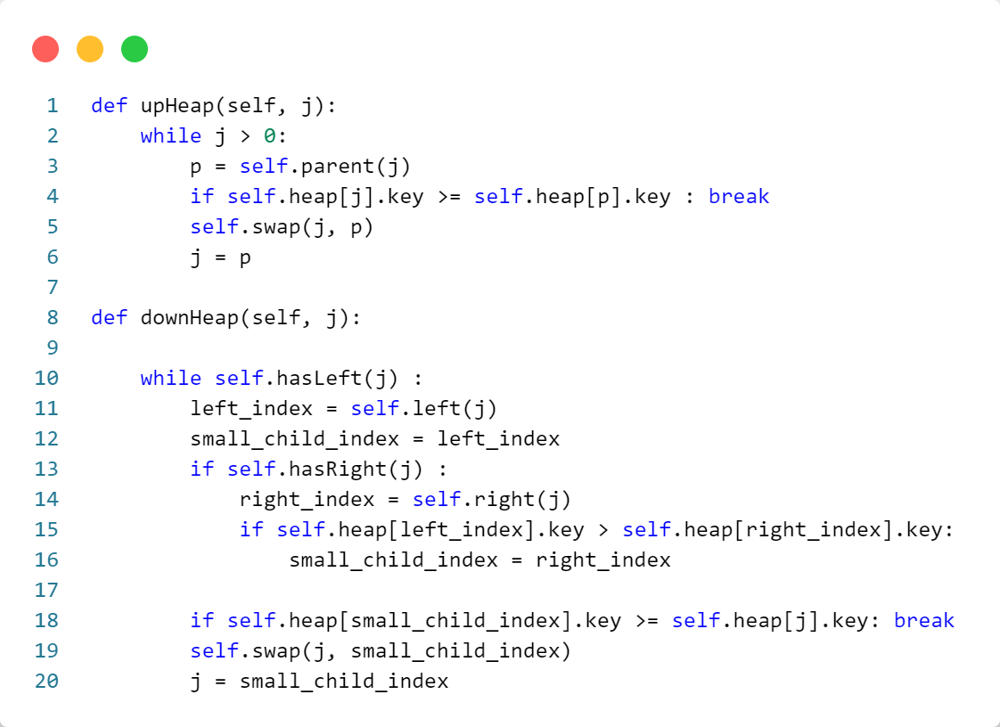 1 def upHeap(self, j):
2     while j > 0:
3         p = self.parent(j)
4         if self.heap[j].key >= self.heap[p].key : break
5         self.swap(j, p)
6         j = p
7
8 def downHeap(self, j):
9
10     while self.hasLeft(j) :
11         left_index = self.left(j)
12         small_child_index = left_index
13         if self.hasRight(j) :
14             right_index = self.right(j)
15             if self.heap[left_index].key > self.heap[right_index].key:
16                 small_child_index = right_index
17
18         if self.heap[small_child_index].key >= self.heap[j].key: break
19         self.swap(j, small_child_index)
20         j = small_child_index